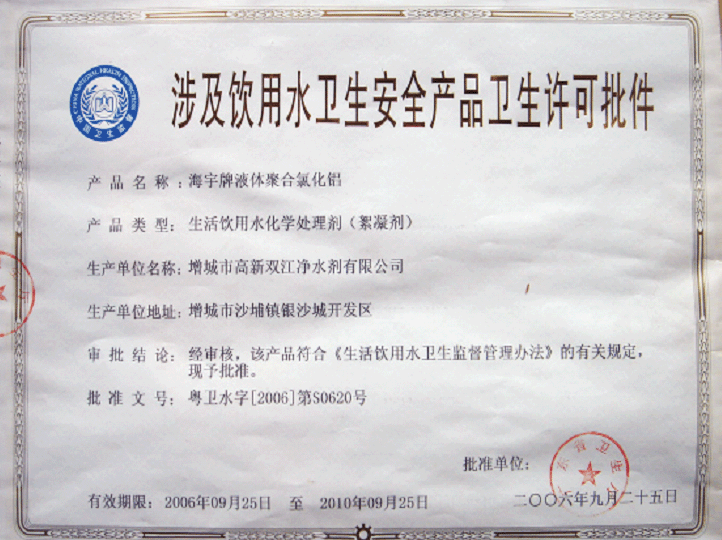 涉及饮用水卫生安全产品卫生许可批件
产品名称：海宇牌液体聚合氯化铝
产品类型：生活饮用水化学处理剂（絮凝剂）
生产单位名称：增城市高新双江净水剂有限公司
生产单位地址：增城市沙埔镇银沙城开发区
审批结论：经审核，该产品符合《生活饮用水卫生监督管理办法》的有关规定，
现予批准。
批准文号：粤卫水字[2006]第S0620号
批准单位：
有效期限：2006年09月25日 至 2010年09月25日
二〇〇六年九月二十五日